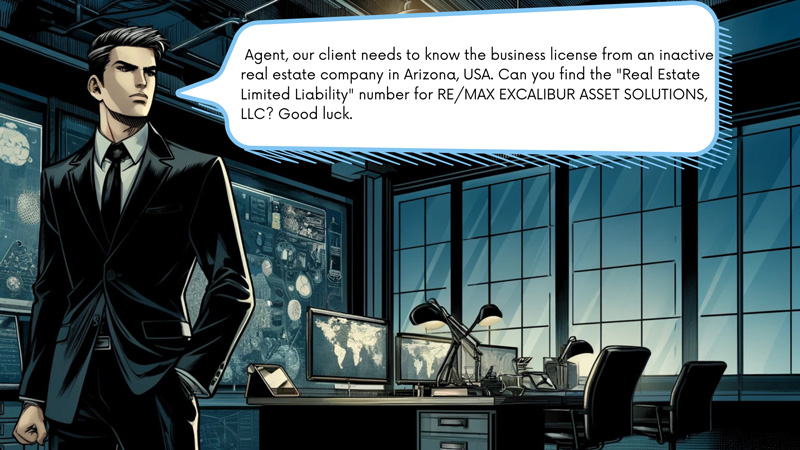 Agent, our client needs to know the business license from an inactive
real estate company in Arizona, USA. Can you find the "Real Estate
Limited Liability" number for RE/MAX EXCALIBUR ASSET SOLUTIONS,
LLC? Good luck.